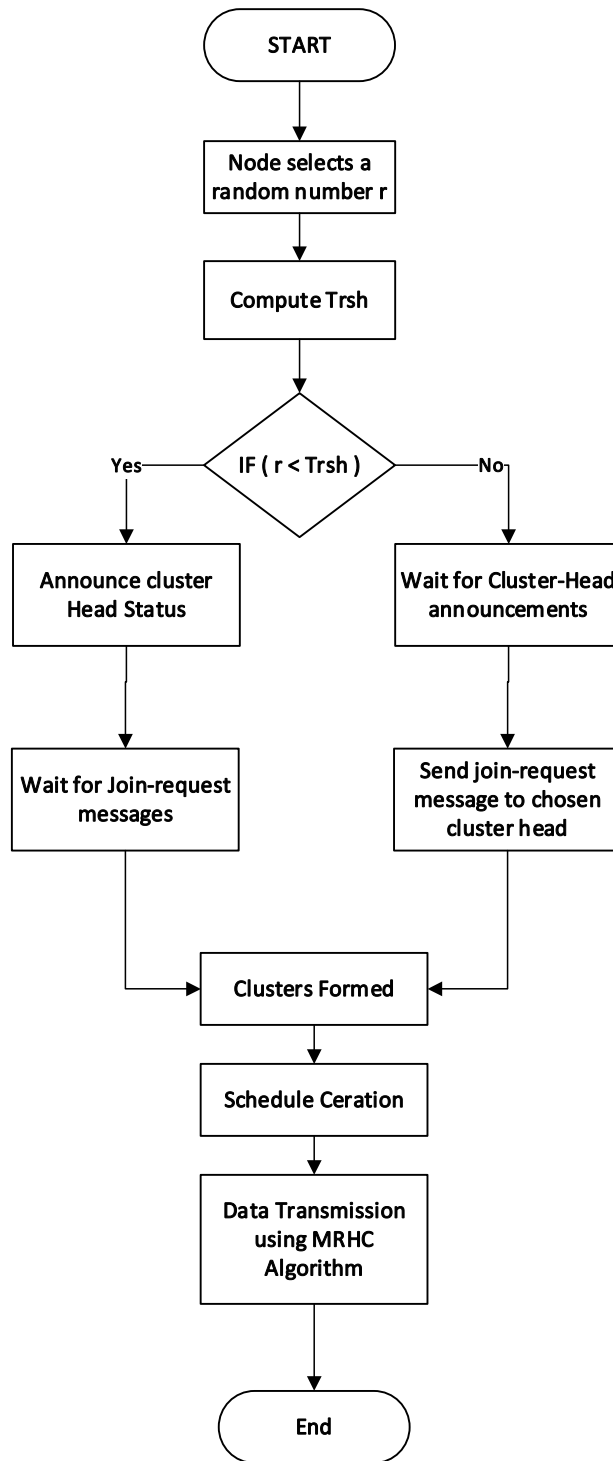 START
Node selects a
random number r
Compute Trsh
IF ( r < Trsh )
Yes
No
Announce cluster
Head Status
Wait for Cluster-Head
announcements
Wait for Join-request
messages
Send join-request
message to chosen
cluster head
Clusters Formed
Schedule Ceration
Data Transmission
using MRHC
Algorithm
End